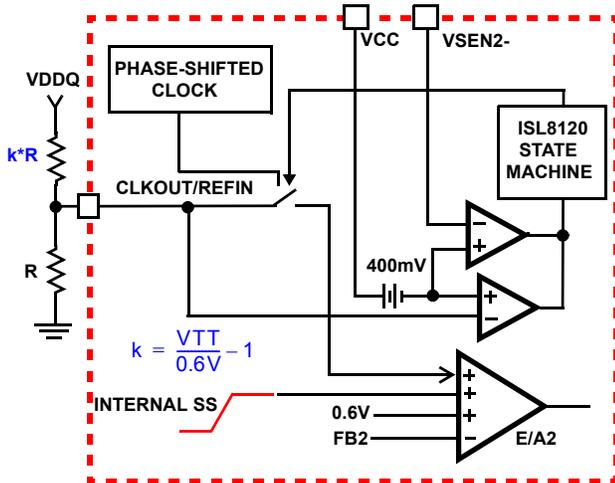 VCC
VSEN2-
PHASE-SHIFTED
CLOCK
VDDQ
ISL8120
STATE
MACHINE
k*R
CLKOUT/REFIN
R
400mV
k = VTT/0.6V – 1
INTERNAL SS
0.6V
FB2
E/A2